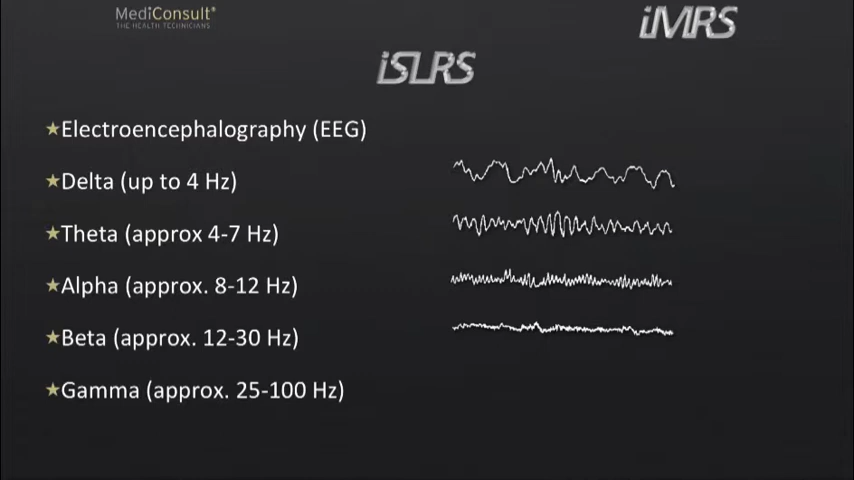 MediConsult®
THE HEALTH TECHNICIANS
iMRS
iSLRS
★Electroencephalography (EEG)
★Delta (up to 4 Hz)
★Theta (approx 4-7 Hz)
★Alpha (approx. 8-12 Hz)
★Beta (approx. 12-30 Hz)
★Gamma (approx. 25-100 Hz)